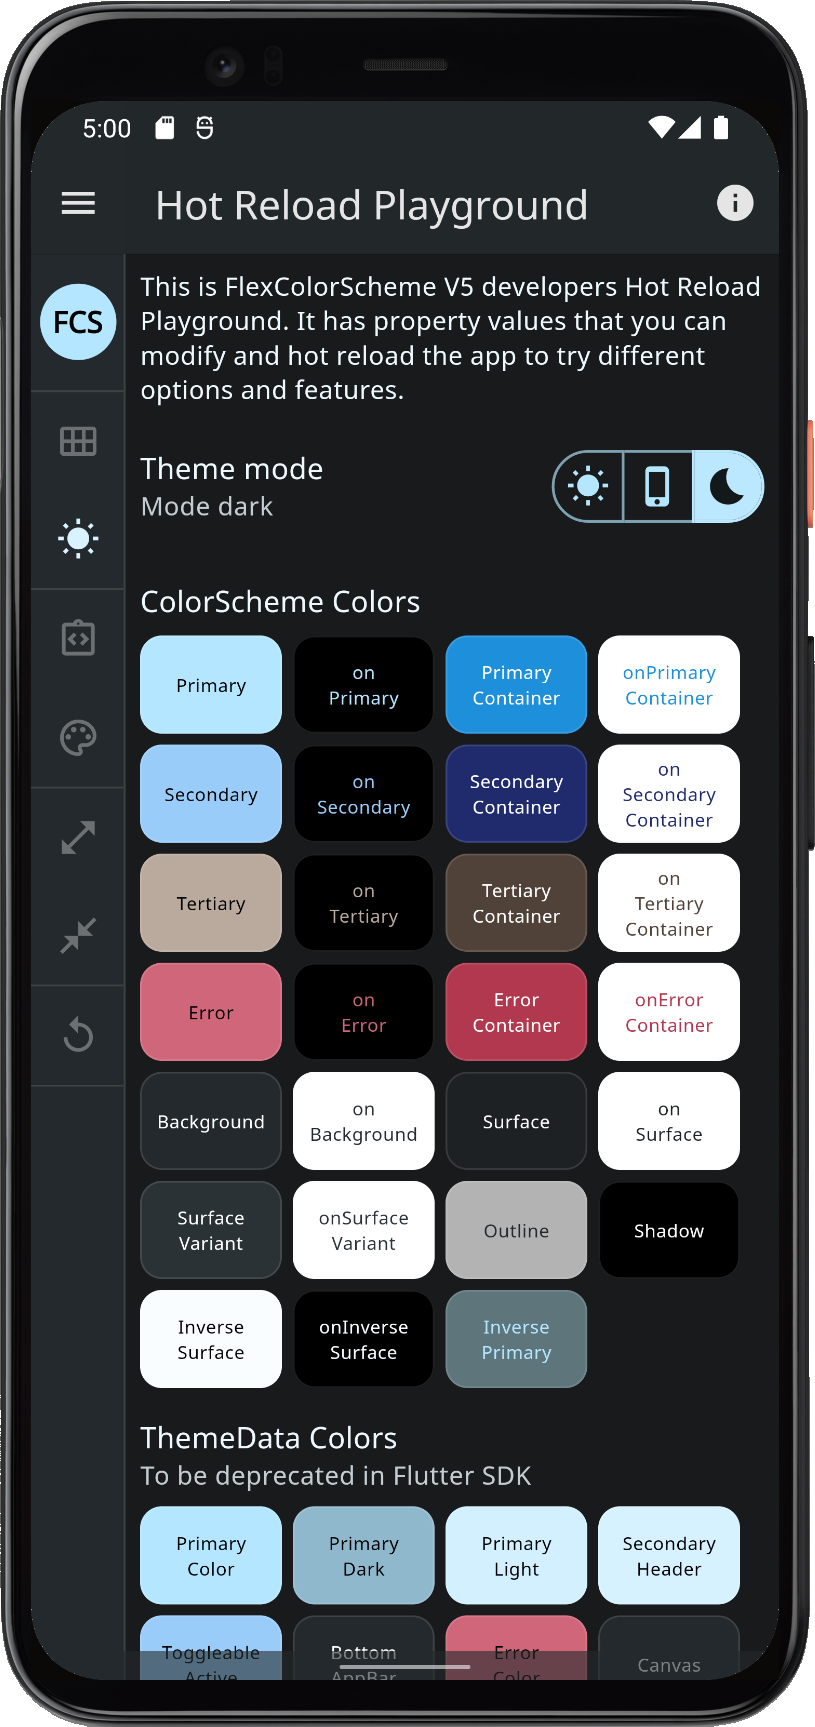 5:00
Hot Reload Playground
FCS
This is FlexColorScheme V5 developers Hot Reload
Playground. It has property values that you can
modify and hot reload the app to try different
options and features.
Theme mode
Mode dark
ColorScheme Colors
Primary
on
Primary
Primary
Container
onPrimary
Container
Secondary
on
Secondary
Secondary
Container
on
Secondary
Container
Tertiary
on
Tertiary
Tertiary
Container
on
Tertiary
Container
Error
on
Error
Error
Container
onError
Container
Background
on
Background
Surface
on
Surface
Surface
Variant
onSurface
Variant
Outline
Shadow
Inverse
Surface
onInverse
Surface
Inverse
Primary
ThemeData Colors
To be deprecated in Flutter SDK
Primary
Color
Primary
Dark
Primary
Light
Secondary
Header
Toggleable
Active
Bottom
AppBar
Error
Color
Canvas